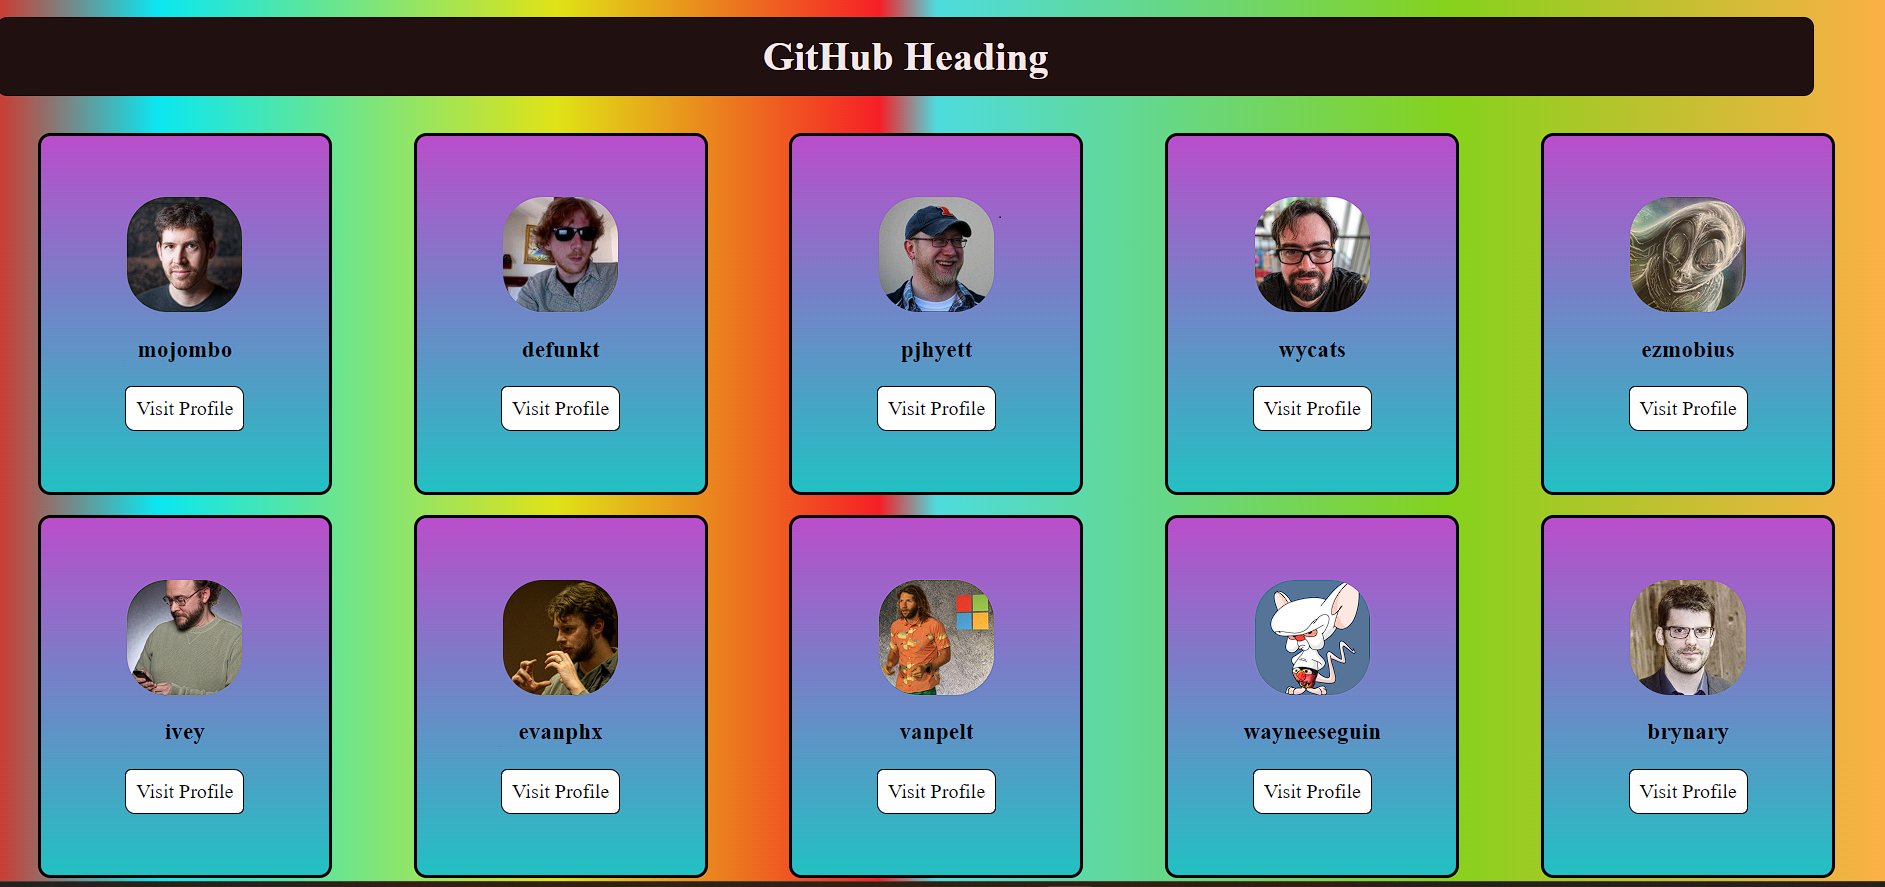 GitHub Heading
mojombo
defunkt
pjhyett
wycats
ezmobius
Visit Profile
Visit Profile
Visit Profile
Visit Profile
Visit Profile
ivey
evanphx
vanpelt
wayneeseguin
brynary
Visit Profile
Visit Profile
Visit Profile
Visit Profile
Visit Profile